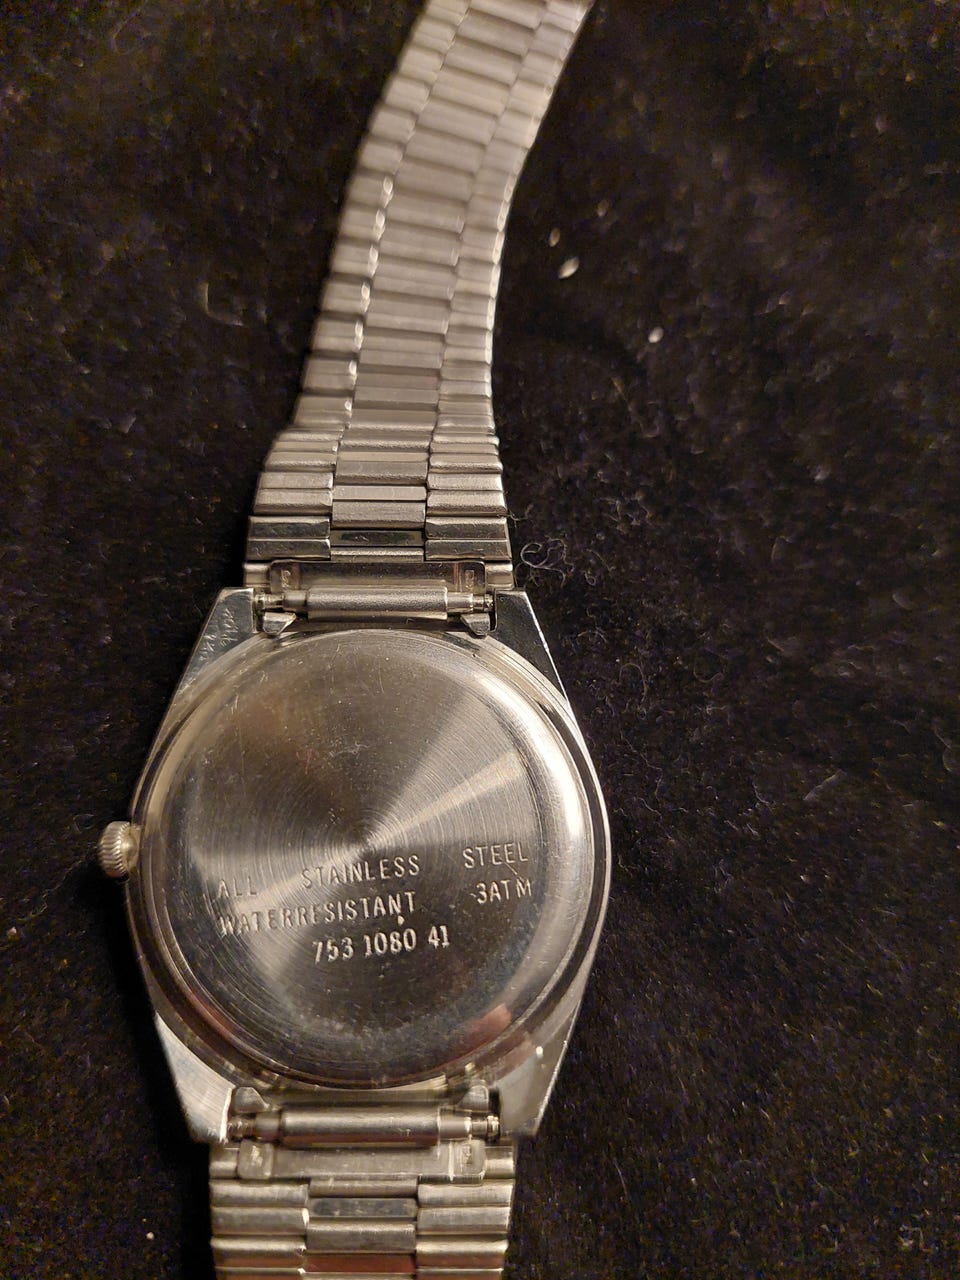 ALL STAINLESS STEEL
WATERRESISTANT 3ATM
753 1080 41